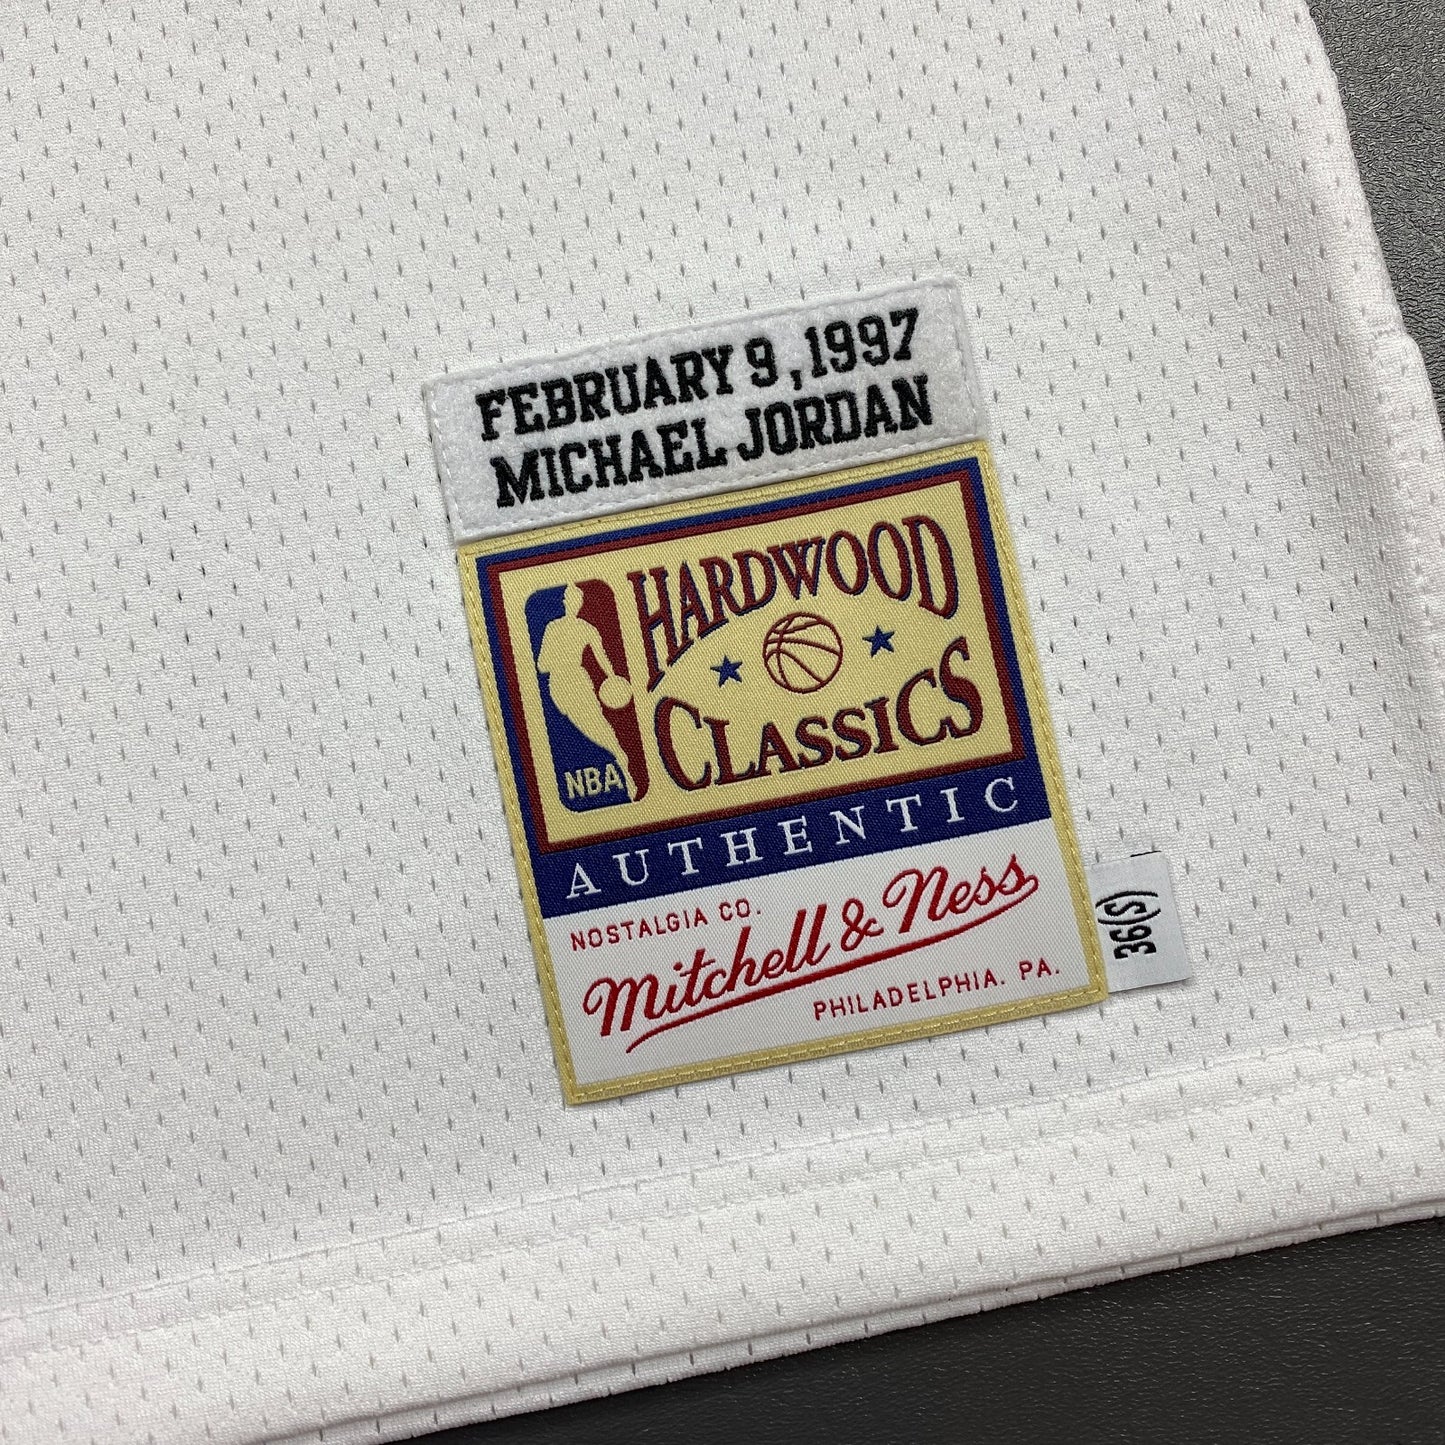 FEBRUARY 9, 1997
MICHAEL JORDAN
HARDWOOD
CLASSICS
NBA
AUTHENTIC
NOSTALGIA CO.
Mitchell & Ness
PHILADELPHIA. PA.
36(S)